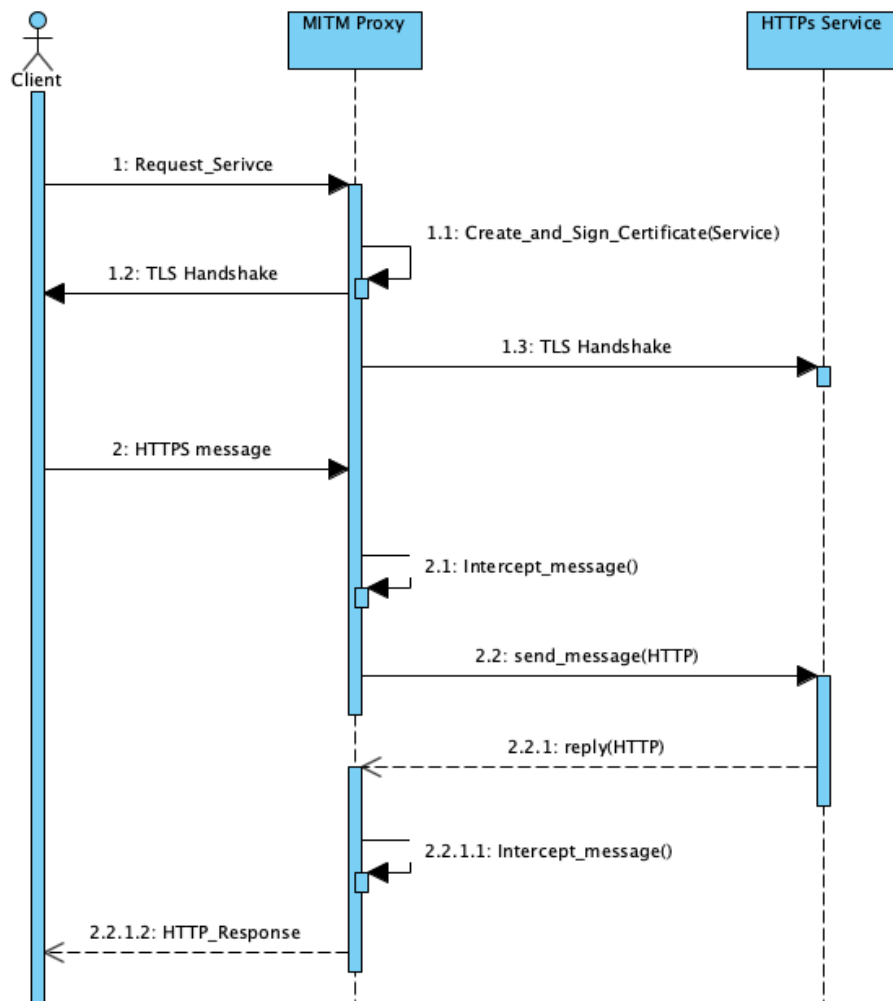 MITM Proxy
HTTPs Service
Client
1: Request_Serivce
1.1: Create_and_Sign_Certificate(Service)
1.2: TLS Handshake
1.3: TLS Handshake
2: HTTPS message
2.1: Intercept_message()
2.2: send_message(HTTP)
2.2.1: reply(HTTP)
2.2.1.1: Intercept_message()
2.2.1.2: HTTP_Response